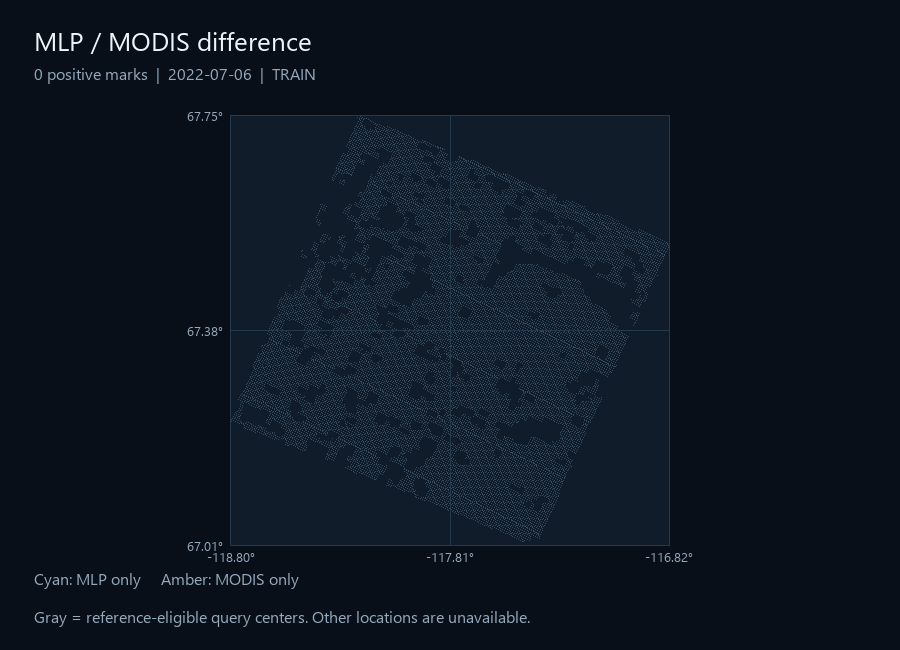 MLP / MODIS difference
0 positive marks | 2022-07-06 | TRAIN
67.75°
67.38°
67.01°
-118.80° -117.81° -116.82°
Cyan: MLP only Amber: MODIS only
Gray = reference-eligible query centers. Other locations are unavailable.